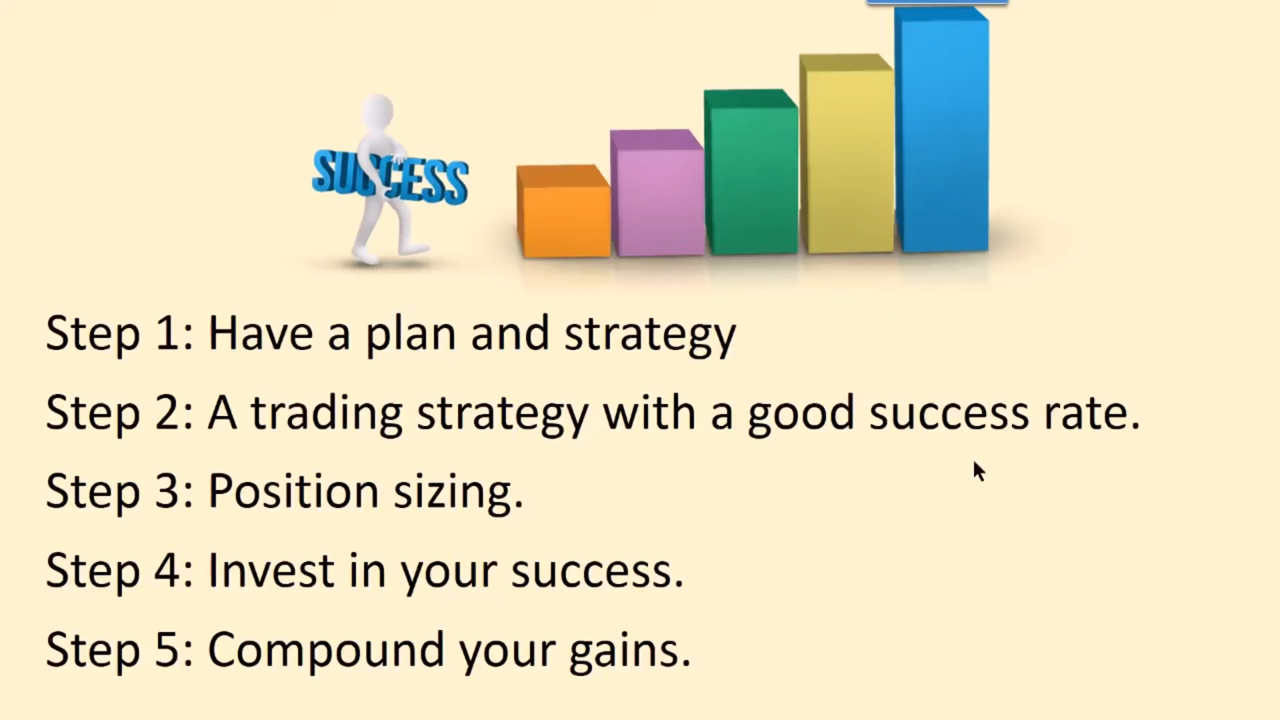 SUCCESS
Step 1: Have a plan and strategy
Step 2: A trading strategy with a good success rate.
Step 3: Position sizing.
Step 4: Invest in your success.
Step 5: Compound your gains.